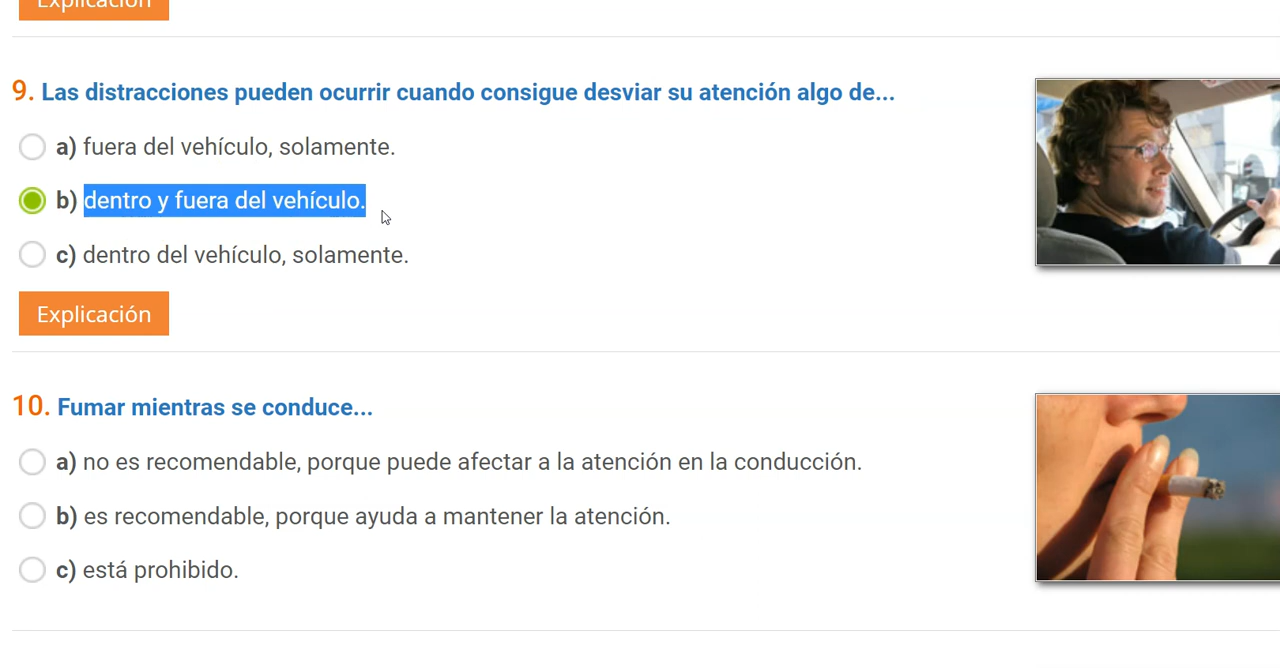 Explicación
9. Las distracciones pueden ocurrir cuando consigue desviar su atención algo de...
a) fuera del vehículo, solamente.
b) dentro y fuera del vehículo.
c) dentro del vehículo, solamente.
Explicación
10. Fumar mientras se conduce...
a) no es recomendable, porque puede afectar a la atención en la conducción.
b) es recomendable, porque ayuda a mantener la atención.
c) está prohibido.